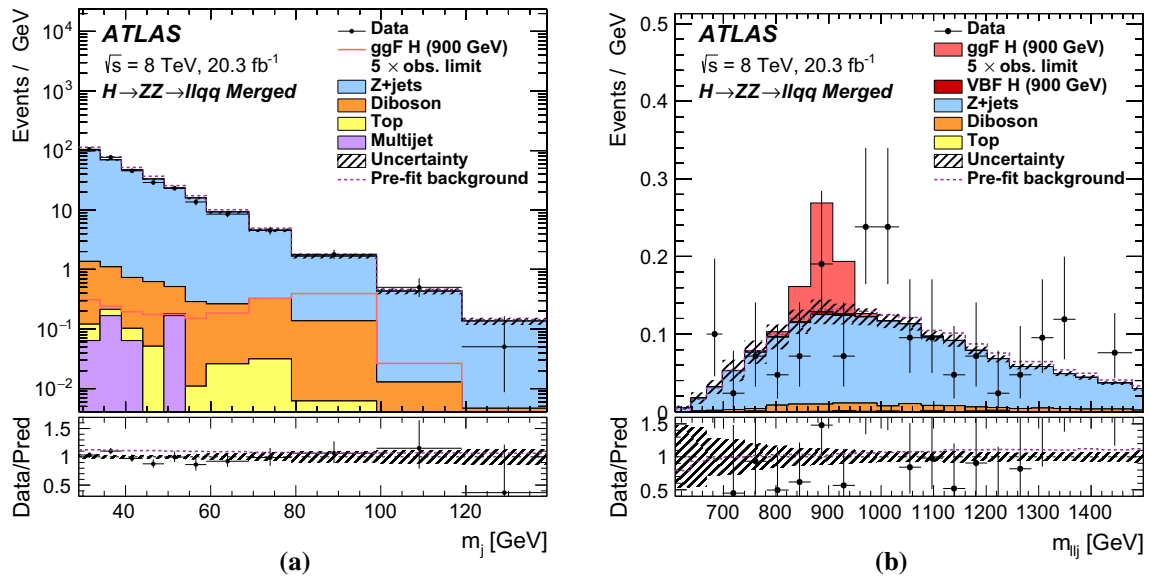 Events / GeV
10⁴
10³
10²
10
1
10⁻¹
10⁻²
ATLAS
√s = 8 TeV, 20.3 fb⁻¹
H→ZZ→llqq Merged
Data
ggF H (900 GeV)
5 × obs. limit
Z+jets
Diboson
Top
Multijet
Uncertainty
Pre-fit background
Data/Pred
1.5
1
0.5
40 60 80 100 120
m_j [GeV]
(a)
Events / GeV
0.5
0.4
0.3
0.2
0.1
0
ATLAS
√s = 8 TeV, 20.3 fb⁻¹
H→ZZ→llqq Merged
Data
ggF H (900 GeV)
5 × obs. limit
VBF H (900 GeV)
Z+jets
Diboson
Top
Uncertainty
Pre-fit background
Data/Pred
1.5
1
0.5
700 800 900 1000 1100 1200 1300 1400
m_llj [GeV]
(b)